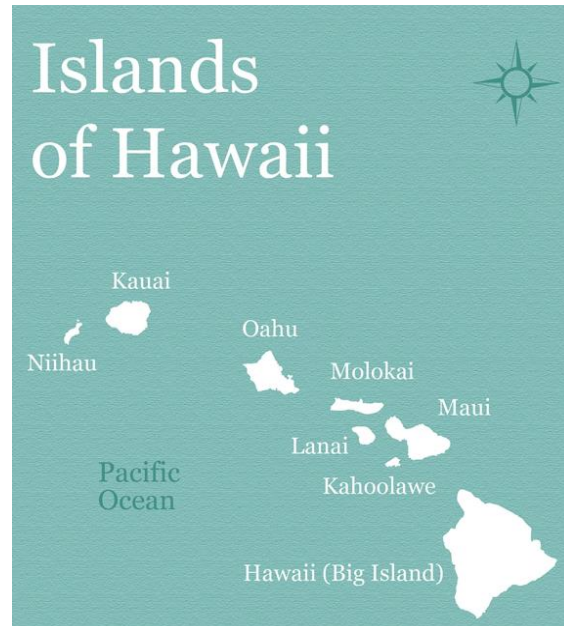 Islands
of Hawaii
Kauai
Niihau
Oahu
Molokai
Maui
Lanai
Kahoolawe
Pacific
Ocean
Hawaii (Big Island)